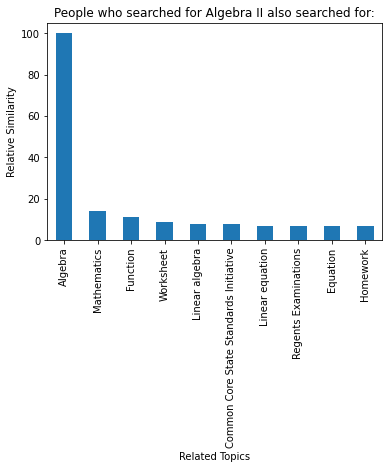 People who searched for Algebra II also searched for:
Relative Similarity
100
80
60
40
20
0
Algebra
Mathematics
Function
Worksheet
Linear algebra
Common Core State Standards Initiative
Linear equation
Regents Examinations
Equation
Homework
Related Topics